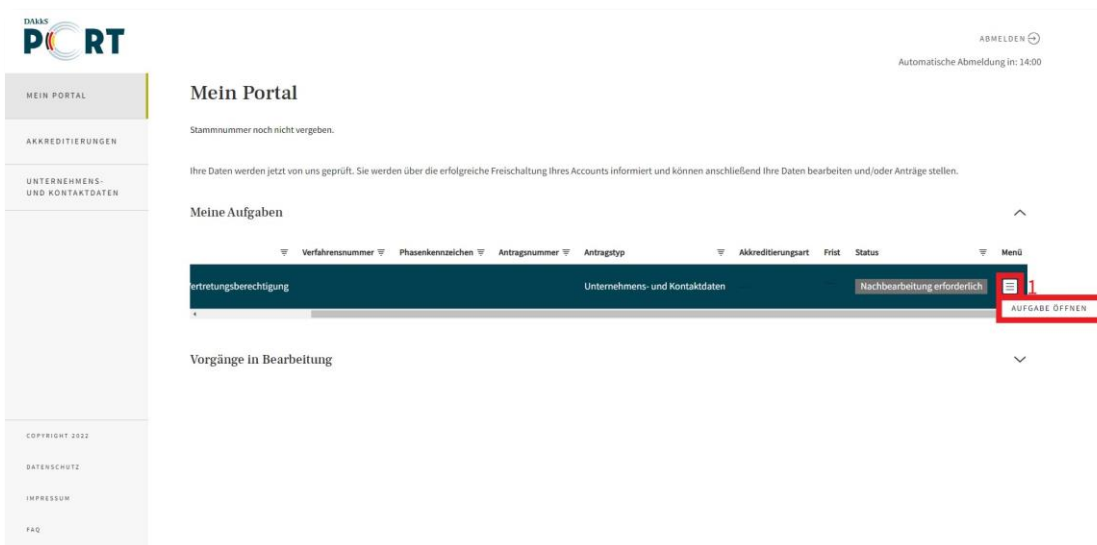 DAkkS
PORT
ABMELDEN
Automatische Abmeldung in: 14:00
MEIN PORTAL
AKKREDITIERUNGEN
UNTERNEHMENS-
UND KONTAKTDATEN
Mein Portal
Stammnummer noch nicht vergeben.
Ihre Daten werden jetzt von uns geprüft. Sie werden über die erfolgreiche Freischaltung Ihres Accounts informiert und können anschließend Ihre Daten bearbeiten und/oder Anträge stellen.
Meine Aufgaben
Verfahrensnummer Phasenkennzeichen Antragsnummer Antragstyp Akkreditierungsart Frist Status Menü
ertretungsberechtigung Unternehmens- und Kontaktdaten Nachbearbeitung erforderlich 1
AUFGABE ÖFFNEN
Vorgänge in Bearbeitung
COPYRIGHT 2022
DATENSCHUTZ
IMPRESSUM
FAQ